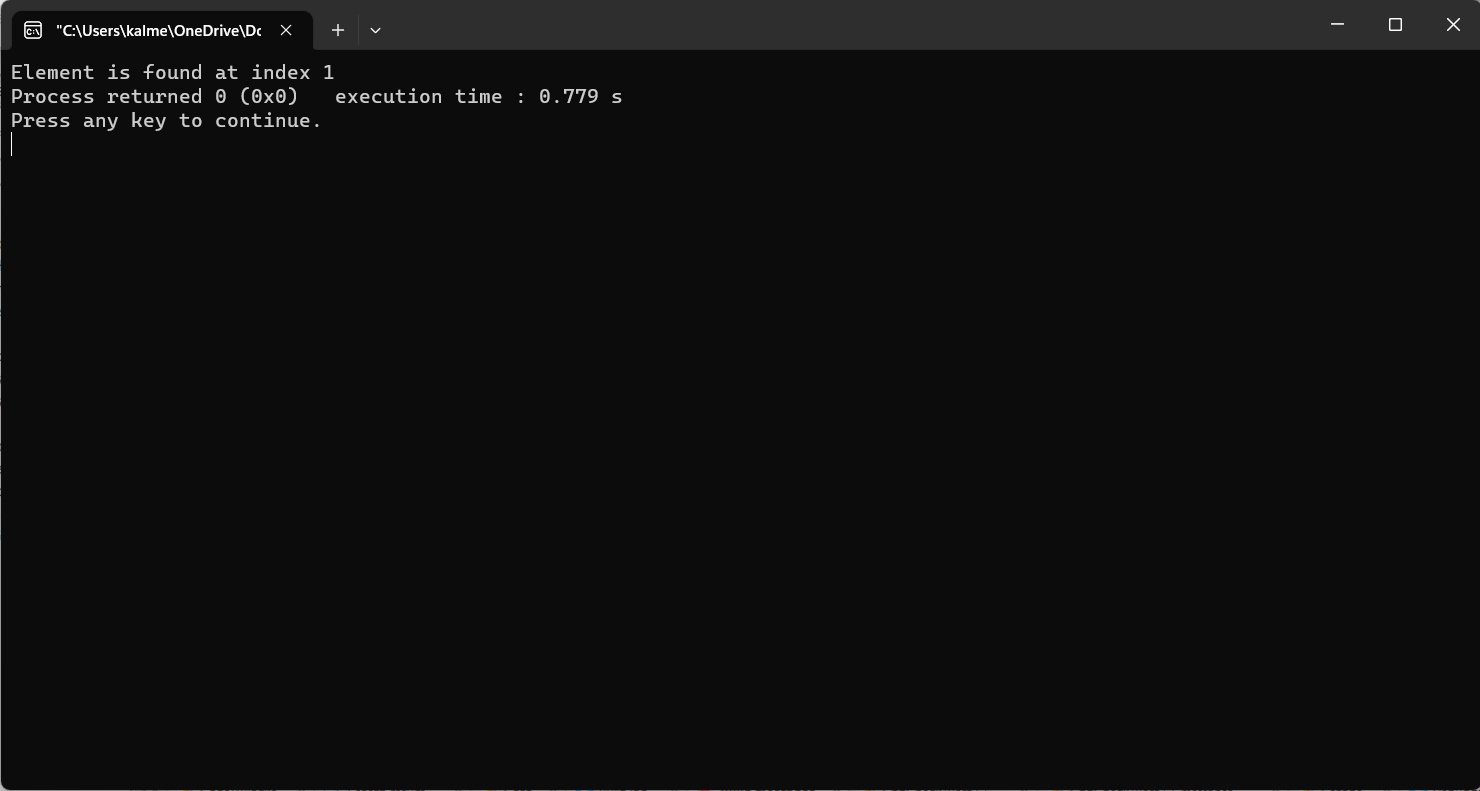 "C:\Users\kalme\OneDrive\Dc
Element is found at index 1
Process returned 0 (0x0)   execution time : 0.779 s
Press any key to continue.